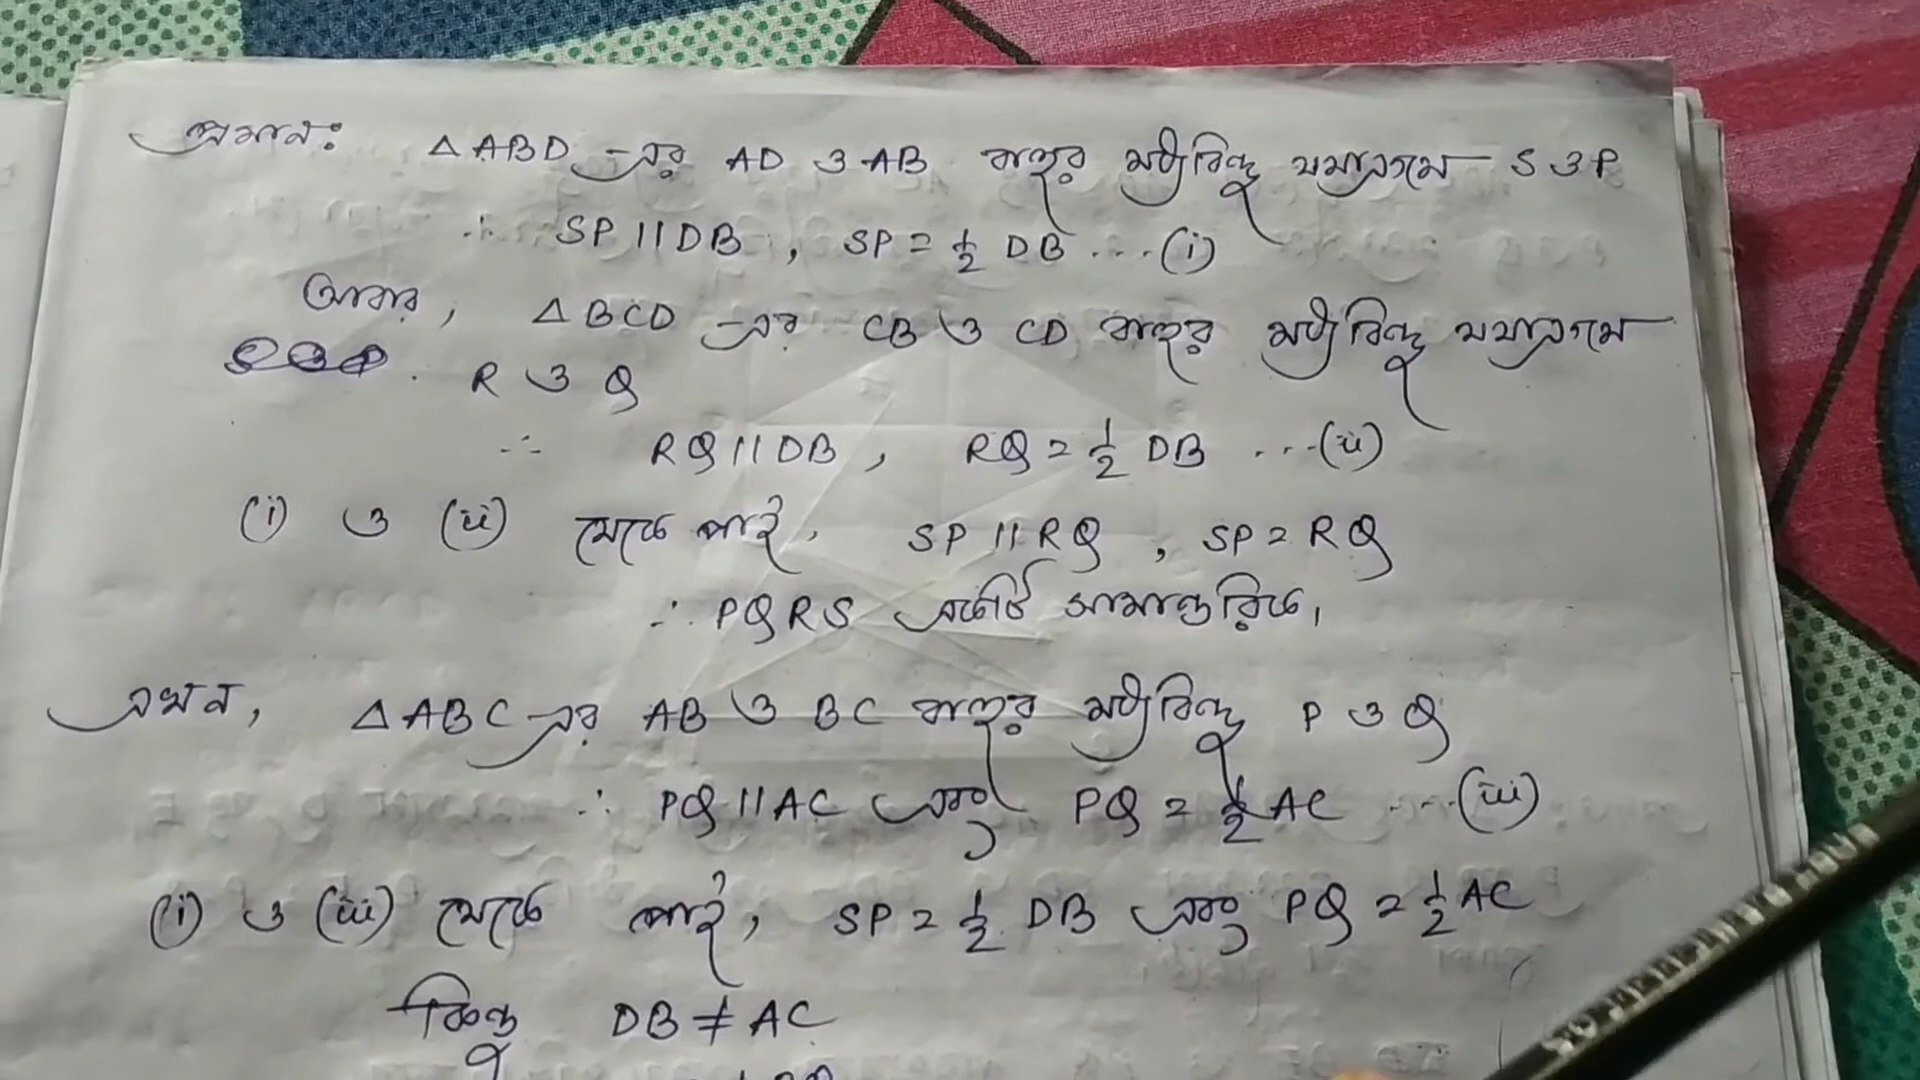 প্রমাণঃ △ABD -এর AD ও AB বাহুর মধ্যবিন্দু যথাক্রমে S ও P
∴ SP || DB , SP = 1/2 DB ...(i)
আবার, △BCD -এর CB ও CD বাহুর মধ্যবিন্দু যথাক্রমে
R ও Q
∴ RQ || DB , RQ = 1/2 DB ...(ii)
(i) ও (ii) থেকে পাই, SP || RQ , SP = RQ
∴ PQRS একটি সামান্তরিক।
এখন, △ABC -এর AB ও BC বাহুর মধ্যবিন্দু P ও Q
∴ PQ || AC এবং PQ = 1/2 AC ...(iii)
(i) ও (iii) থেকে পাই, SP = 1/2 DB এবং PQ = 1/2 AC
কিন্তু DB ≠ AC